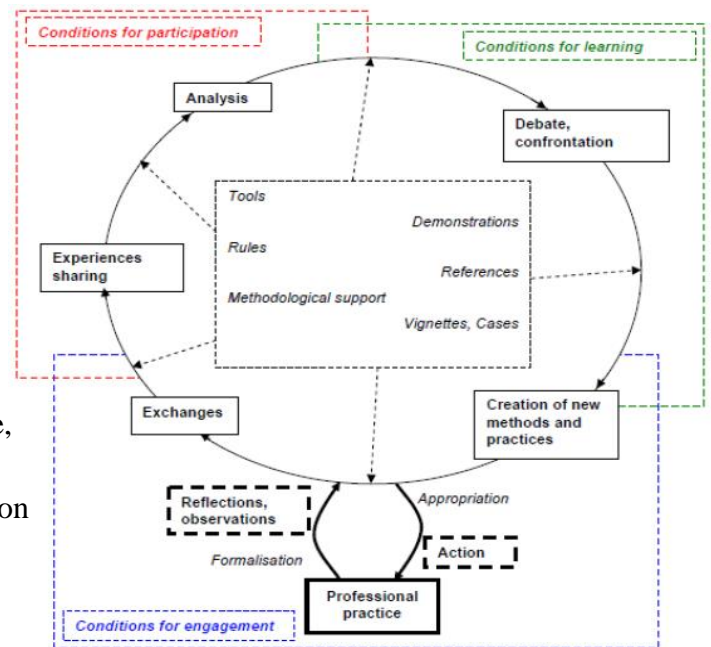 Conditions for participation
Conditions for learning
Analysis
Debate,
confrontation
Tools
Demonstrations
Rules
Experiences
sharing
References
Methodological support
Vignettes, Cases
Exchanges
Creation of new
methods and
practices
Reflections,
observations
Appropriation
Formalisation
Action
Professional
practice
Conditions for engagement
e,
on